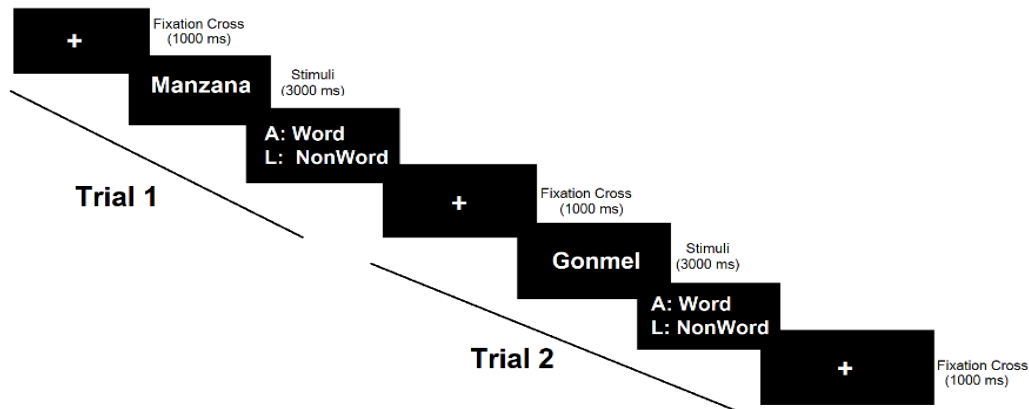 +
Fixation Cross
(1000 ms)
Manzana
Stimuli
(3000 ms)
A: Word
L: NonWord
Trial 1
+
Fixation Cross
(1000 ms)
Gonmel
Stimuli
(3000 ms)
A: Word
L: NonWord
Trial 2
+
Fixation Cross
(1000 ms)